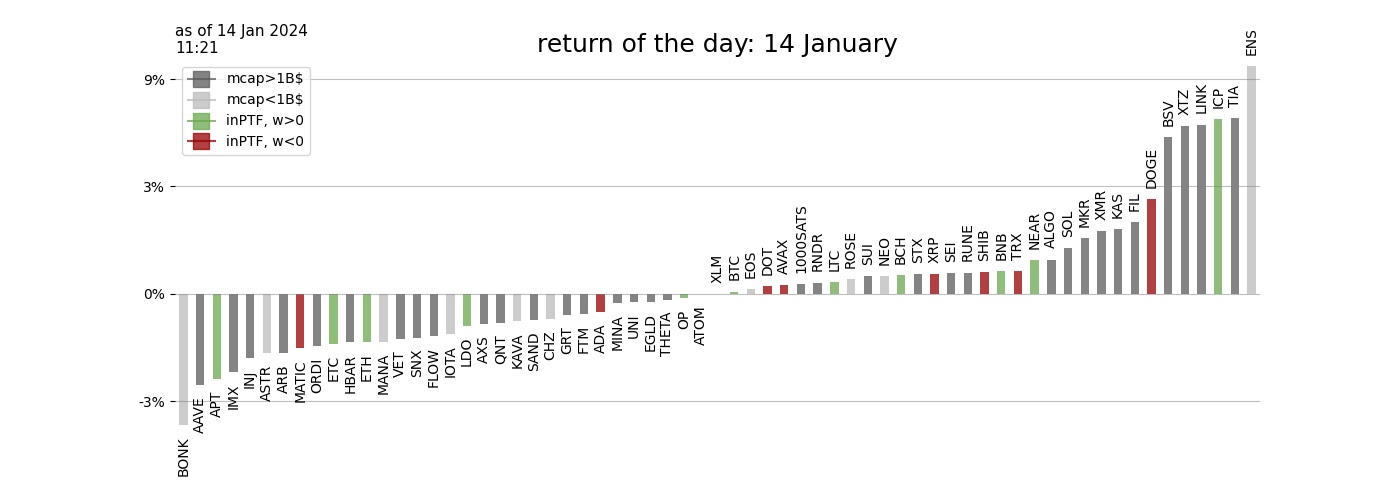 as of 14 Jan 2024
11:21
return of the day: 14 January
9%
3%
0%
-3%
mcap>1B$
mcap<1B$
inPTF, w>0
inPTF, w<0
BONK
AAVE
APT
IMX
INJ
ASTR
ARB
MATIC
ORDI
ETC
HBAR
ETH
MANA
VET
SNX
FLOW
IOTA
LDO
AXS
QNT
KAVA
SAND
CHZ
GRT
FTM
ADA
MINA
UNI
EGLD
THETA
OP
ATOM
XLM
BTC
EOS
DOT
AVAX
1000SATS
RNDR
LTC
ROSE
SUI
NEO
BCH
STX
XRP
SEI
RUNE
SHIB
BNB
TRX
NEAR
ALGO
SOL
MKR
XMR
KAS
FIL
DOGE
BSV
XTZ
LINK
ICP
TIA
ENS